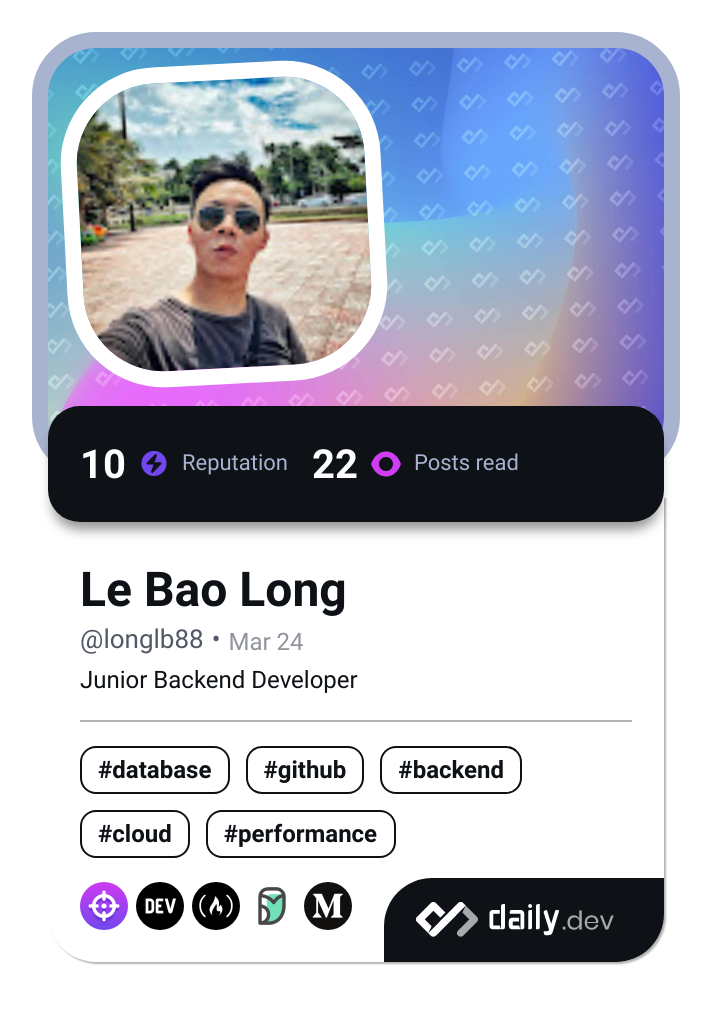 10 Reputation 22 Posts read
Le Bao Long
@longlb88 • Mar 24
Junior Backend Developer
#database #github #backend
#cloud #performance
DEV M daily.dev